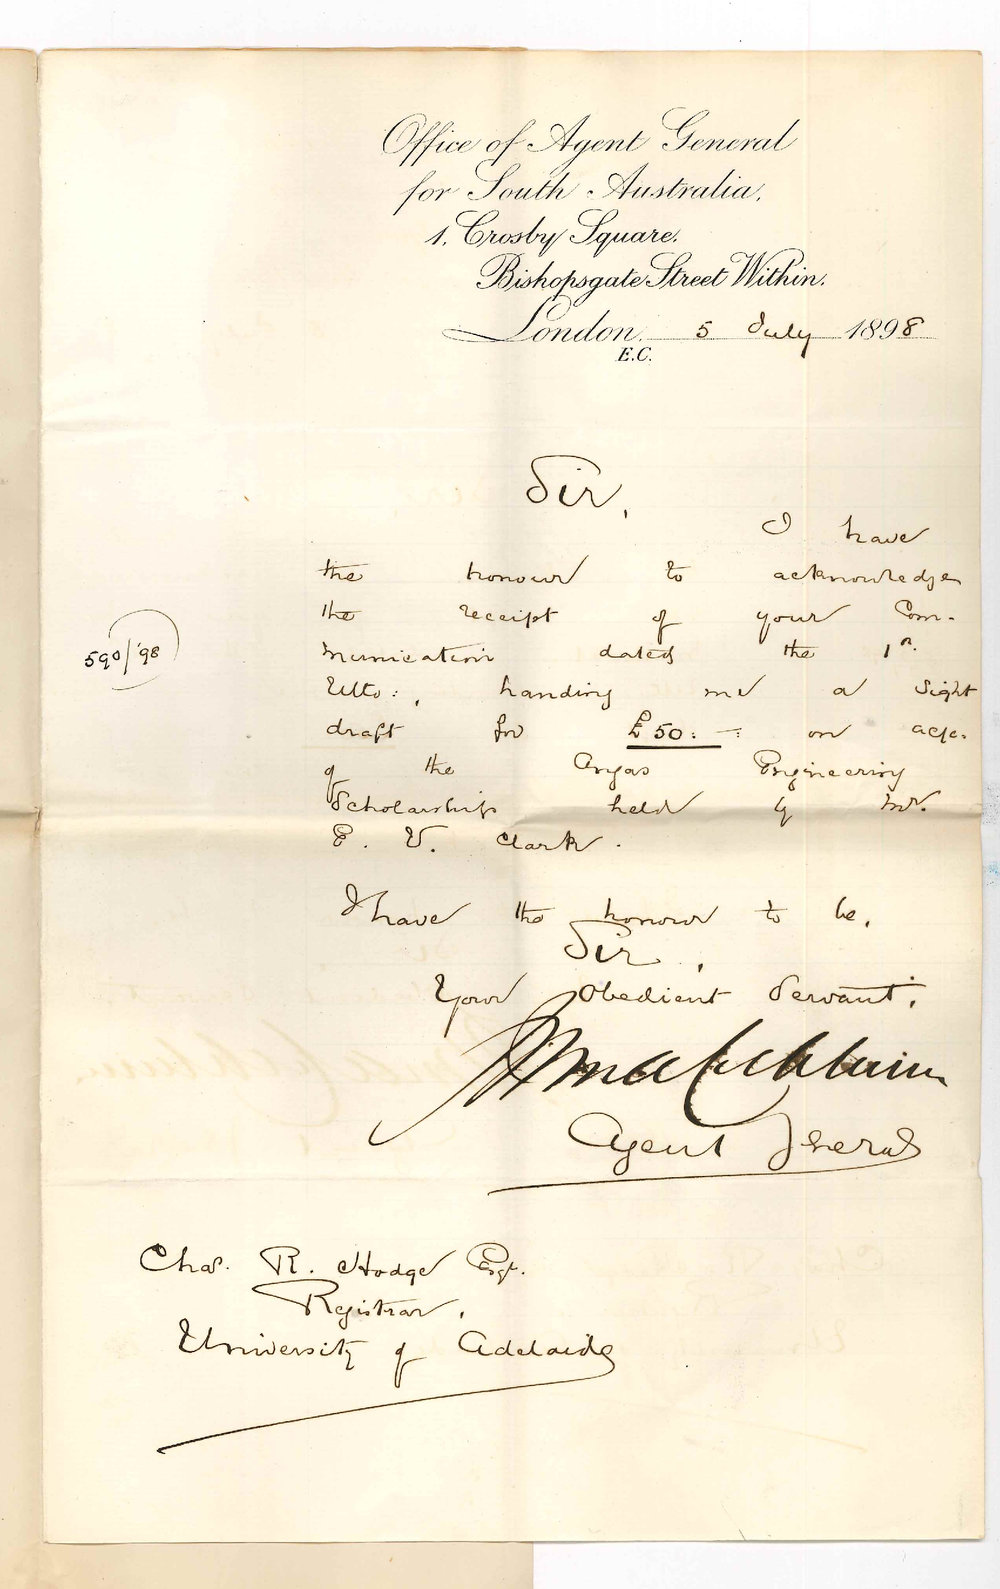 Office of Agent General
for South Australia,
1, Crosby Square,
Bishopsgate Street Within,
London, 5 July 1898
E.C.
Sir,
I have
the honour to acknowledge
the receipt of your Com-
munication dated the 1st
Ulto:, handing me a Sight
draft for £50:-:- on acct.
of the Angas Engineering
Scholarship held by Mr.
E. V. Clark.
590/'98
I have the honour to be,
Sir,
Your Obedient Servant,
Agent General
Chas. R. Hodge Esqr.
Registrar,
University of Adelaide